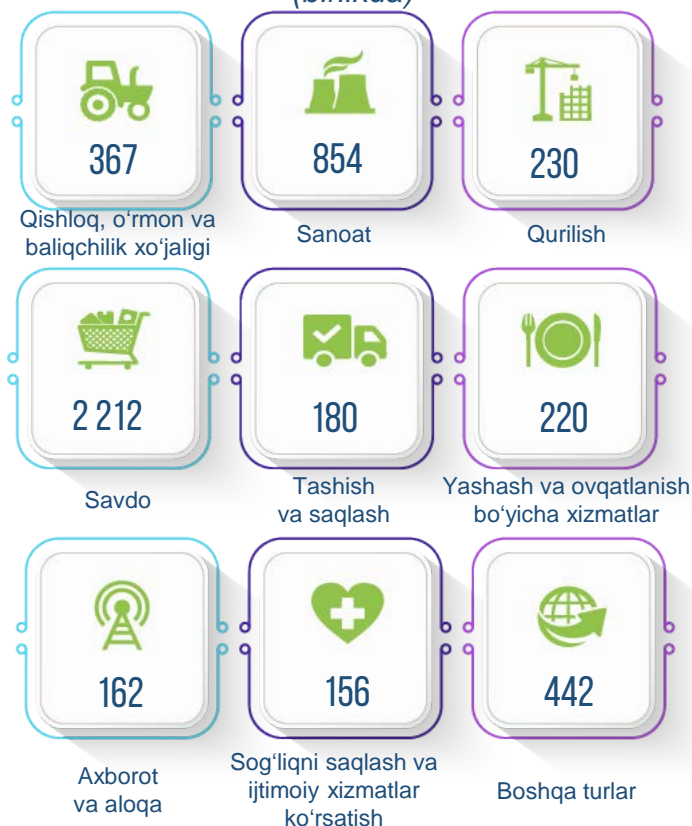 (birlikda)
367
854
230
Qishloq, oʻrmon va
baliqchilik xoʻjaligi
Sanoat
Qurilish
2 212
180
220
Savdo
Tashish
va saqlash
Yashash va ovqatlanish
boʻyicha xizmatlar
162
156
442
Axborot
va aloqa
Sogʻliqni saqlash va
ijtimoiy xizmatlar
koʻrsatish
Boshqa turlar